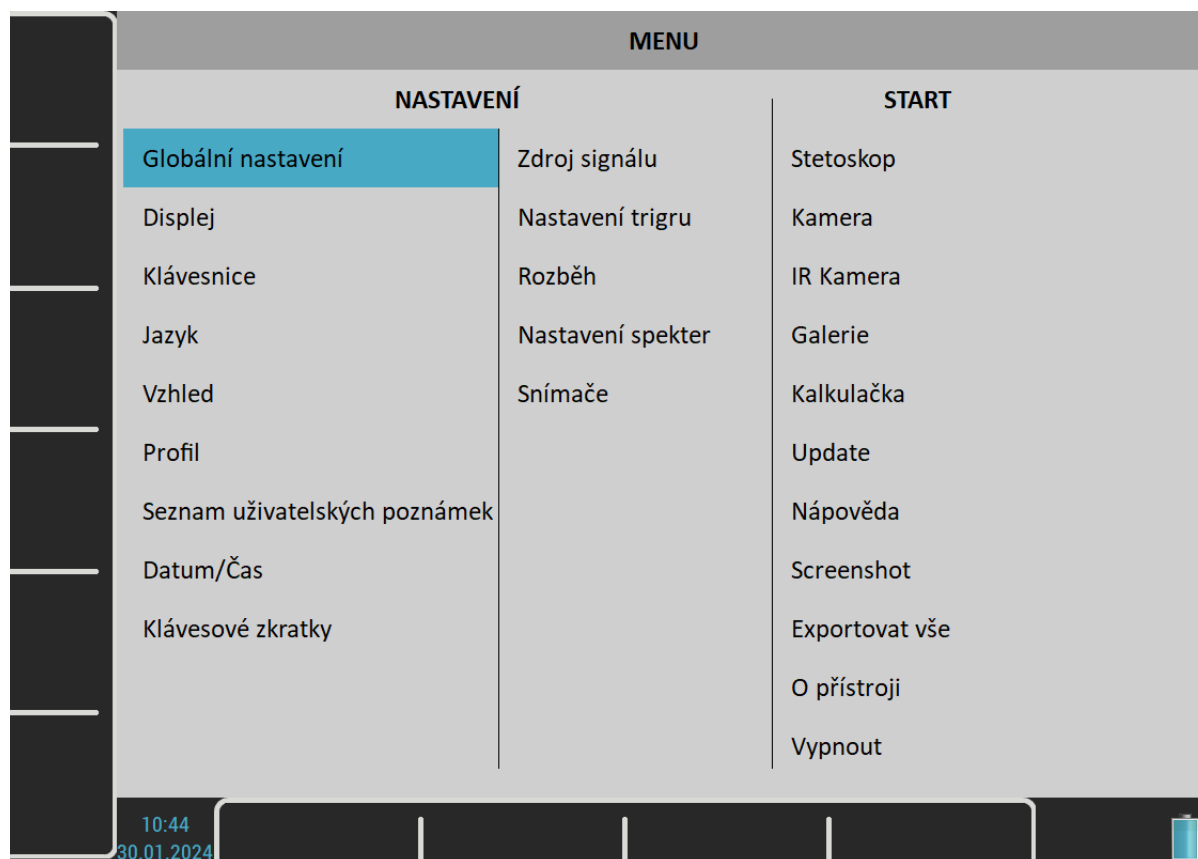 MENU
NASTAVENÍ
Globální nastavení
Displej
Klávesnice
Jazyk
Vzhled
Profil
Seznam uživatelských poznámek
Datum/Čas
Klávesové zkratky
Zdroj signálu
Nastavení trigru
Rozběh
Nastavení spekter
Snímače
START
Stetoskop
Kamera
IR Kamera
Galerie
Kalkulačka
Update
Nápověda
Screenshot
Exportovat vše
O přístroji
Vypnout
10:44
30.01.2024